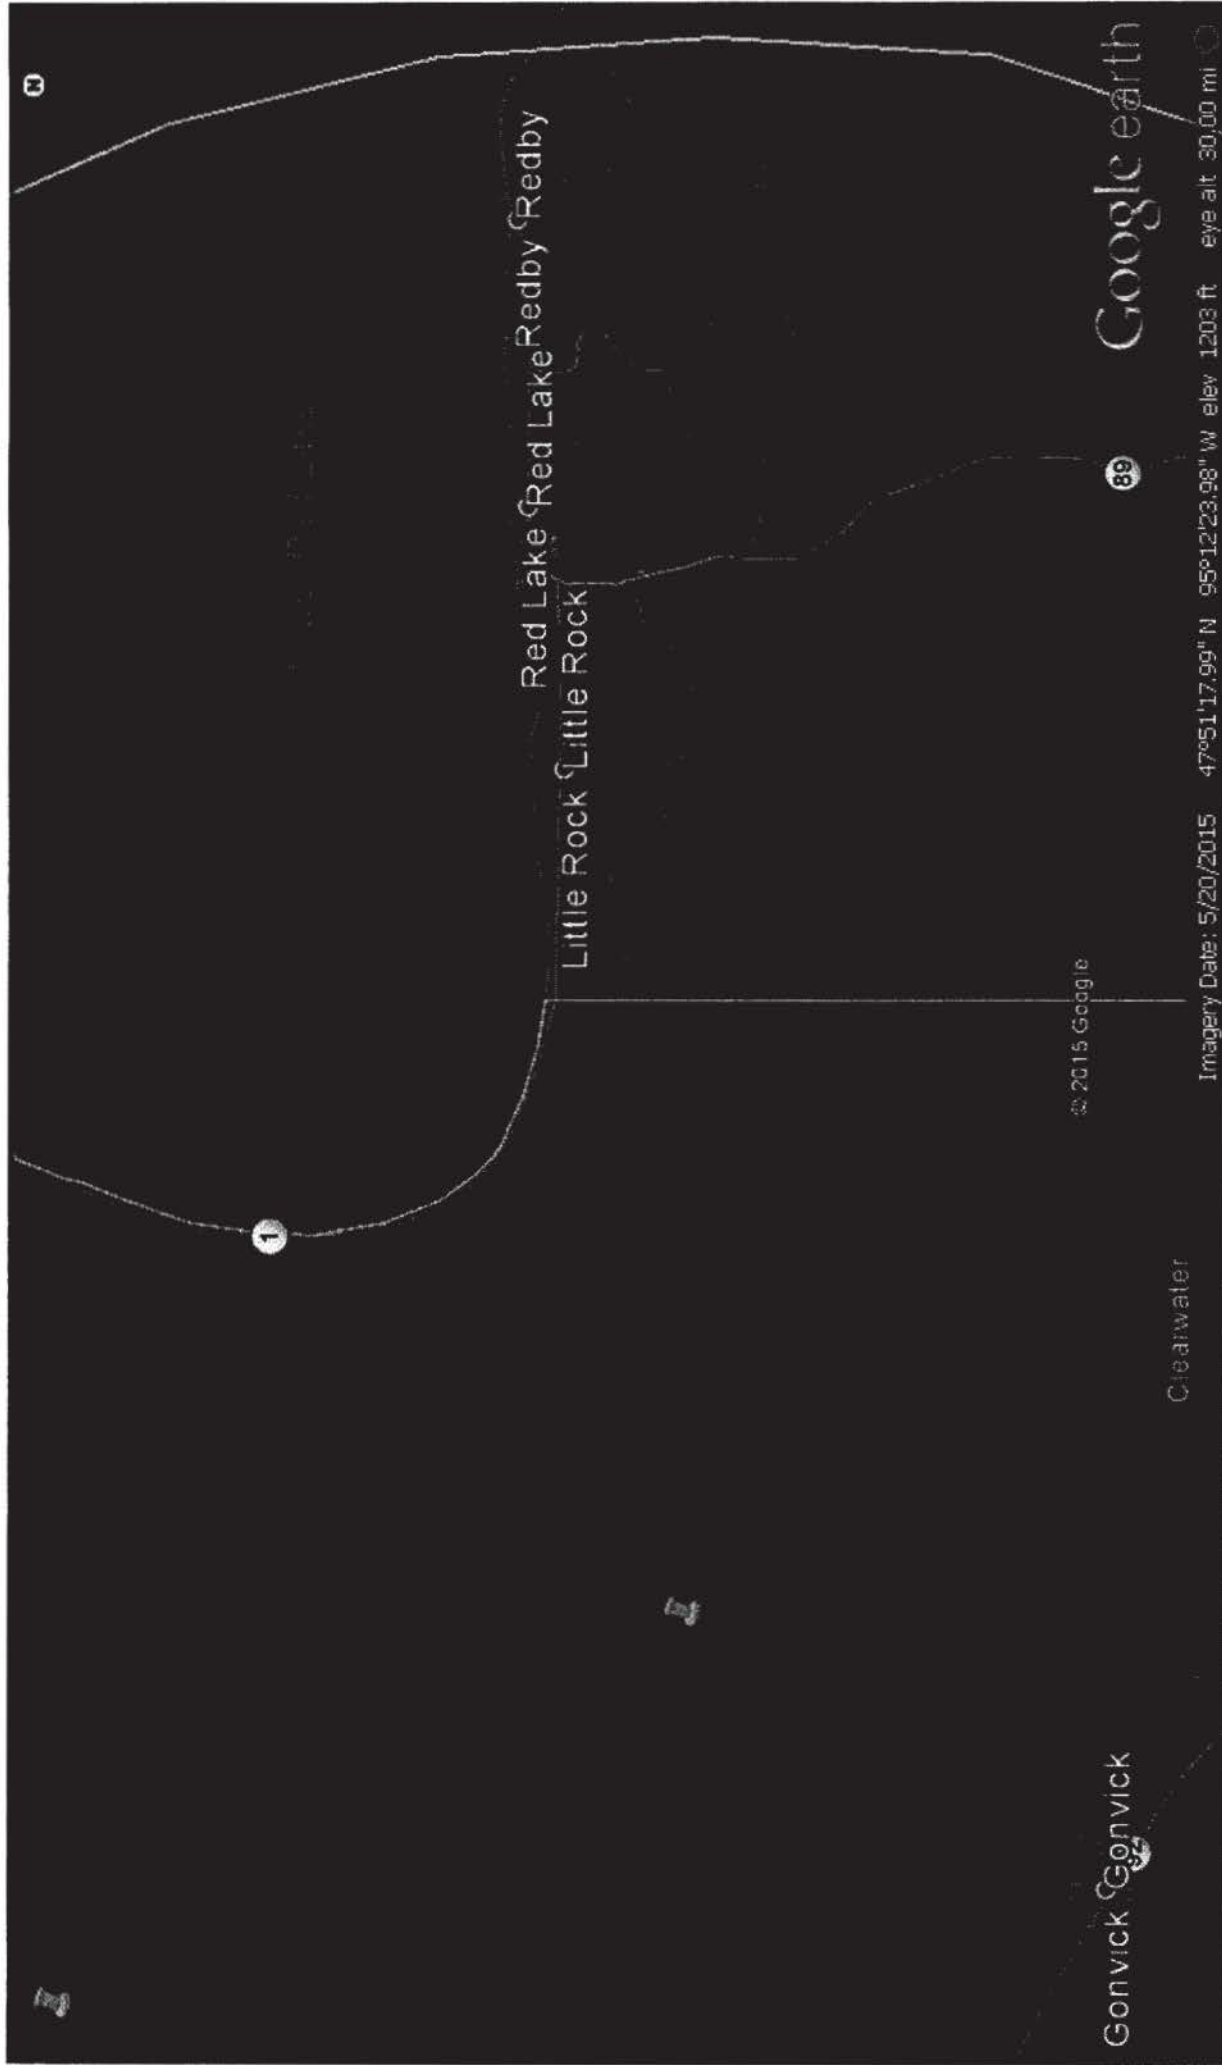 N
1
Red Lake Red Lake Redby Redby
Little Rock Little Rock
© 2015 Google
89
Google earth
Gonvick Gonvick
92
Clearwater
Imagery Date: 5/20/2015 47°51'17.99" N 95°12'23.98" W elev 1203 ft eye alt 30.00 mi